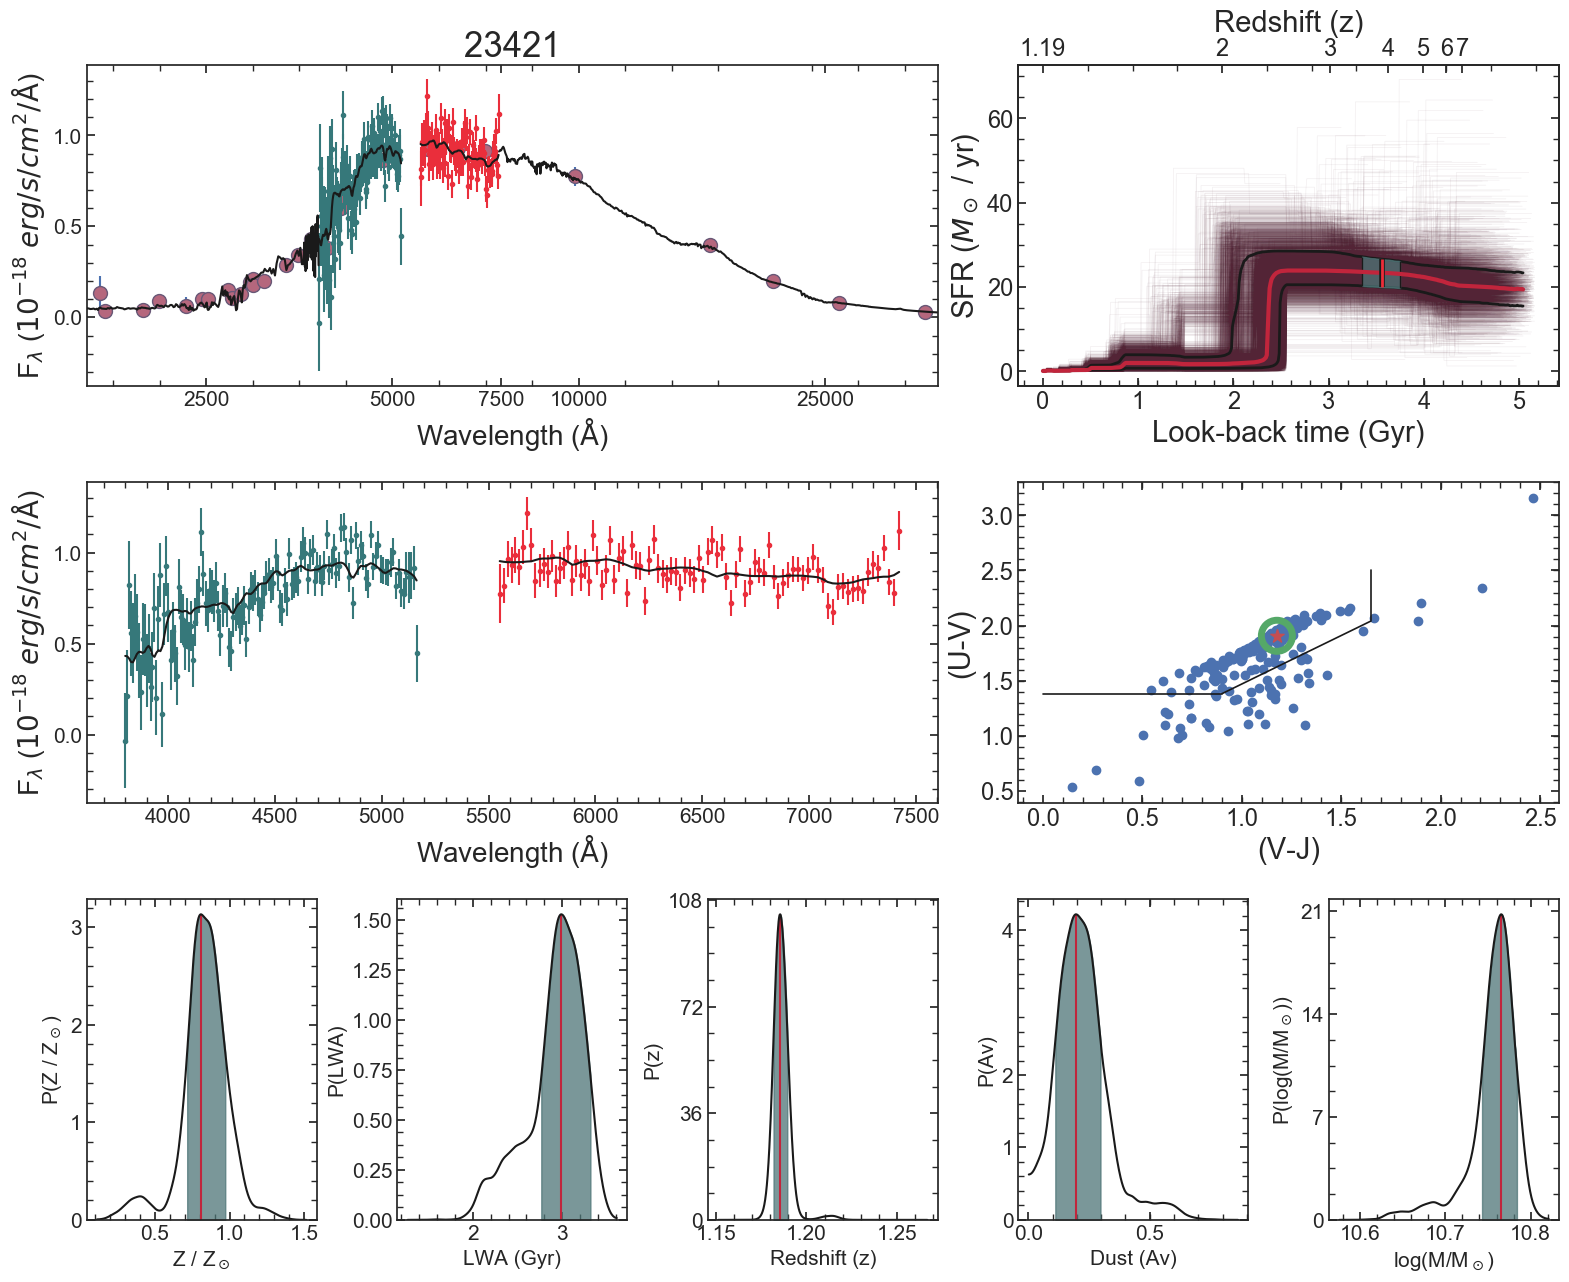 23421
F_λ (10^−18 erg/s/cm^2/Å)
1.0
0.5
0.0
2500 5000 7500 10000 25000
Wavelength (Å)
Redshift (z)
1.19 2 3 4 5 6 7
SFR (M_⊙ / yr)
60
40
20
0
0 1 2 3 4 5
Look-back time (Gyr)
F_λ (10^−18 erg/s/cm^2/Å)
1.0
0.5
0.0
4000 4500 5000 5500 6000 6500 7000 7500
Wavelength (Å)
(U-V)
3.0
2.5
2.0
1.5
1.0
0.5
0.0 0.5 1.0 1.5 2.0 2.5
(V-J)
P(Z / Z_⊙)
3
2
1
0
0.5 1.0 1.5
Z / Z_⊙
P(LWA)
1.50
1.25
1.00
0.75
0.50
0.25
0.00
2 3
LWA (Gyr)
P(z)
108
72
36
0
1.15 1.20 1.25
Redshift (z)
P(Av)
4
2
1
0
0.0 0.5
Dust (Av)
P(log(M/M_⊙))
21
14
7
0
10.6 10.7 10.8
log(M/M_⊙)